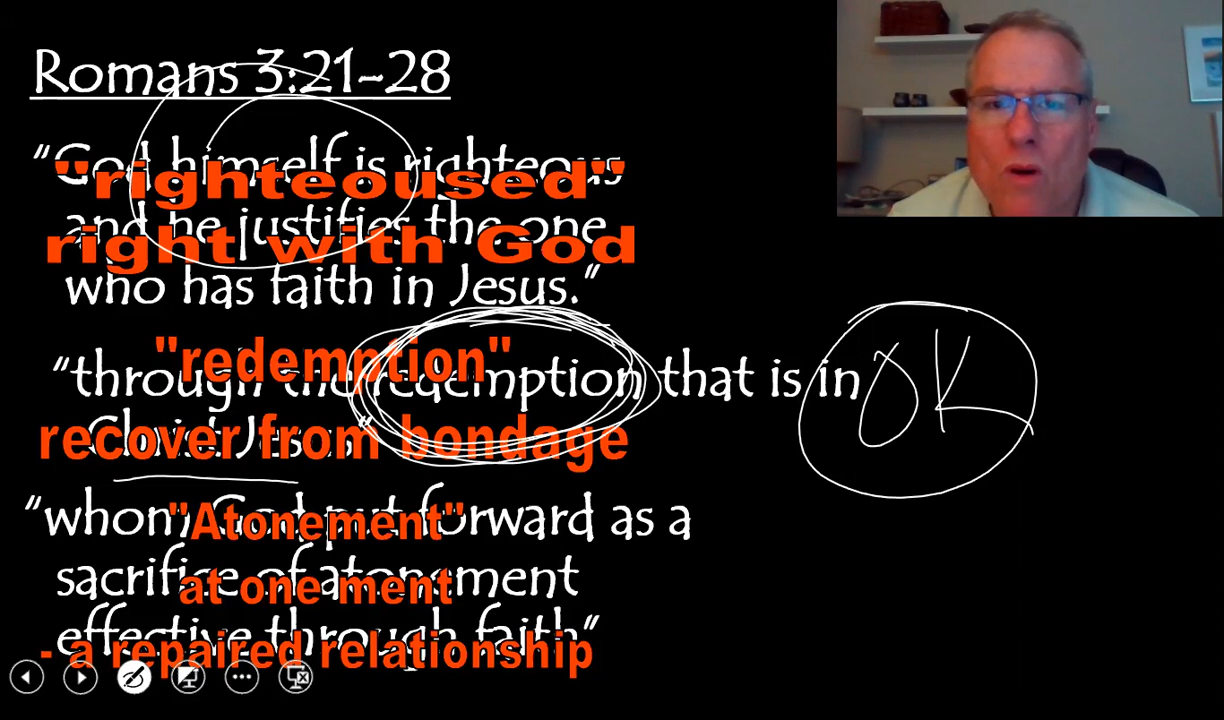 Romans 3:21-28
"God himself is righteous
"righteoused"
and he justifies the one
right with God
who has faith in Jesus."
"redemption"
"through the redemption that is in
OK
recover from bondage
Christ Jesus"
"whom God put forward as a
"Atonement"
sacrifice of atonement
at one ment
effective through faith"
- a repaired relationship